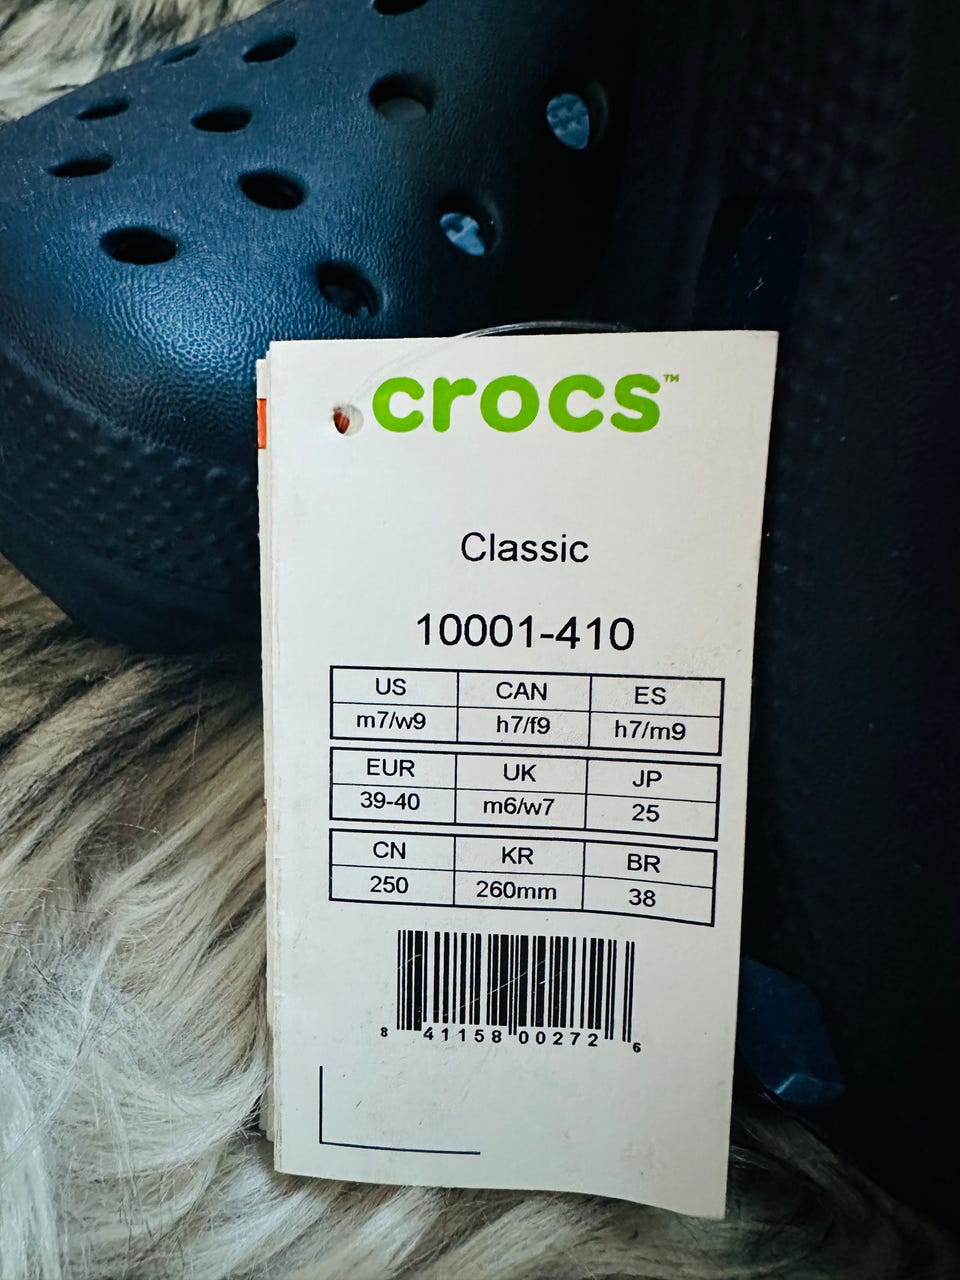 crocs™
Classic
10001-410
US CAN ES
m7/w9 h7/f9 h7/m9
EUR UK JP
39-40 m6/w7 25
CN KR BR
250 260mm 38
8 41158 00272 6